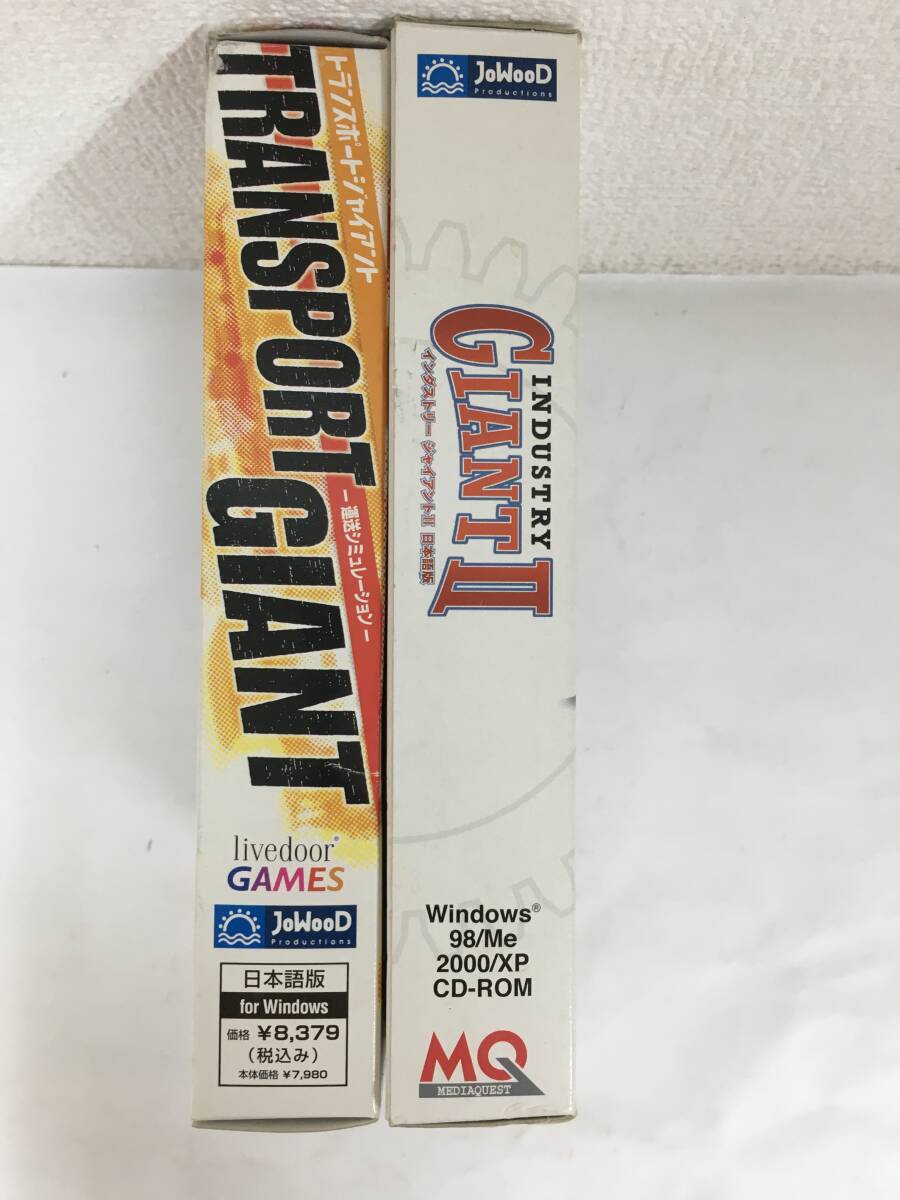 トランスポートジャイアント
TRANSPORT
GIANT
－運送シミュレーション－
livedoor®
GAMES
JoWooD
Productions
日本語版
for Windows
価格 ¥8,379
(税込み)
本体価格 ¥7,980
JoWooD
Productions
INDUSTRY
GIANT II
インダストリー ジャイアントII 日本語版
Windows®
98/Me
2000/XP
CD-ROM
MQ
MEDIAQUEST